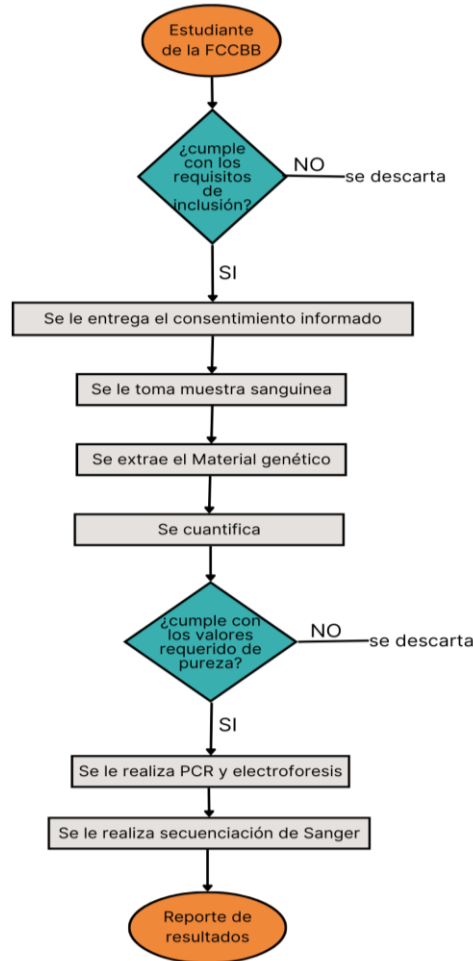 Estudiante
de la FCCBB
¿cumple
con los
requisitos
de
inclusión?
NO
se descarta
SI
Se le entrega el consentimiento informado
Se le toma muestra sanguinea
Se extrae el Material genético
Se cuantifica
¿cumple con
los valores
requerido de
pureza?
NO
se descarta
SI
Se le realiza PCR y electroforesis
Se le realiza secuenciación de Sanger
Reporte de
resultados